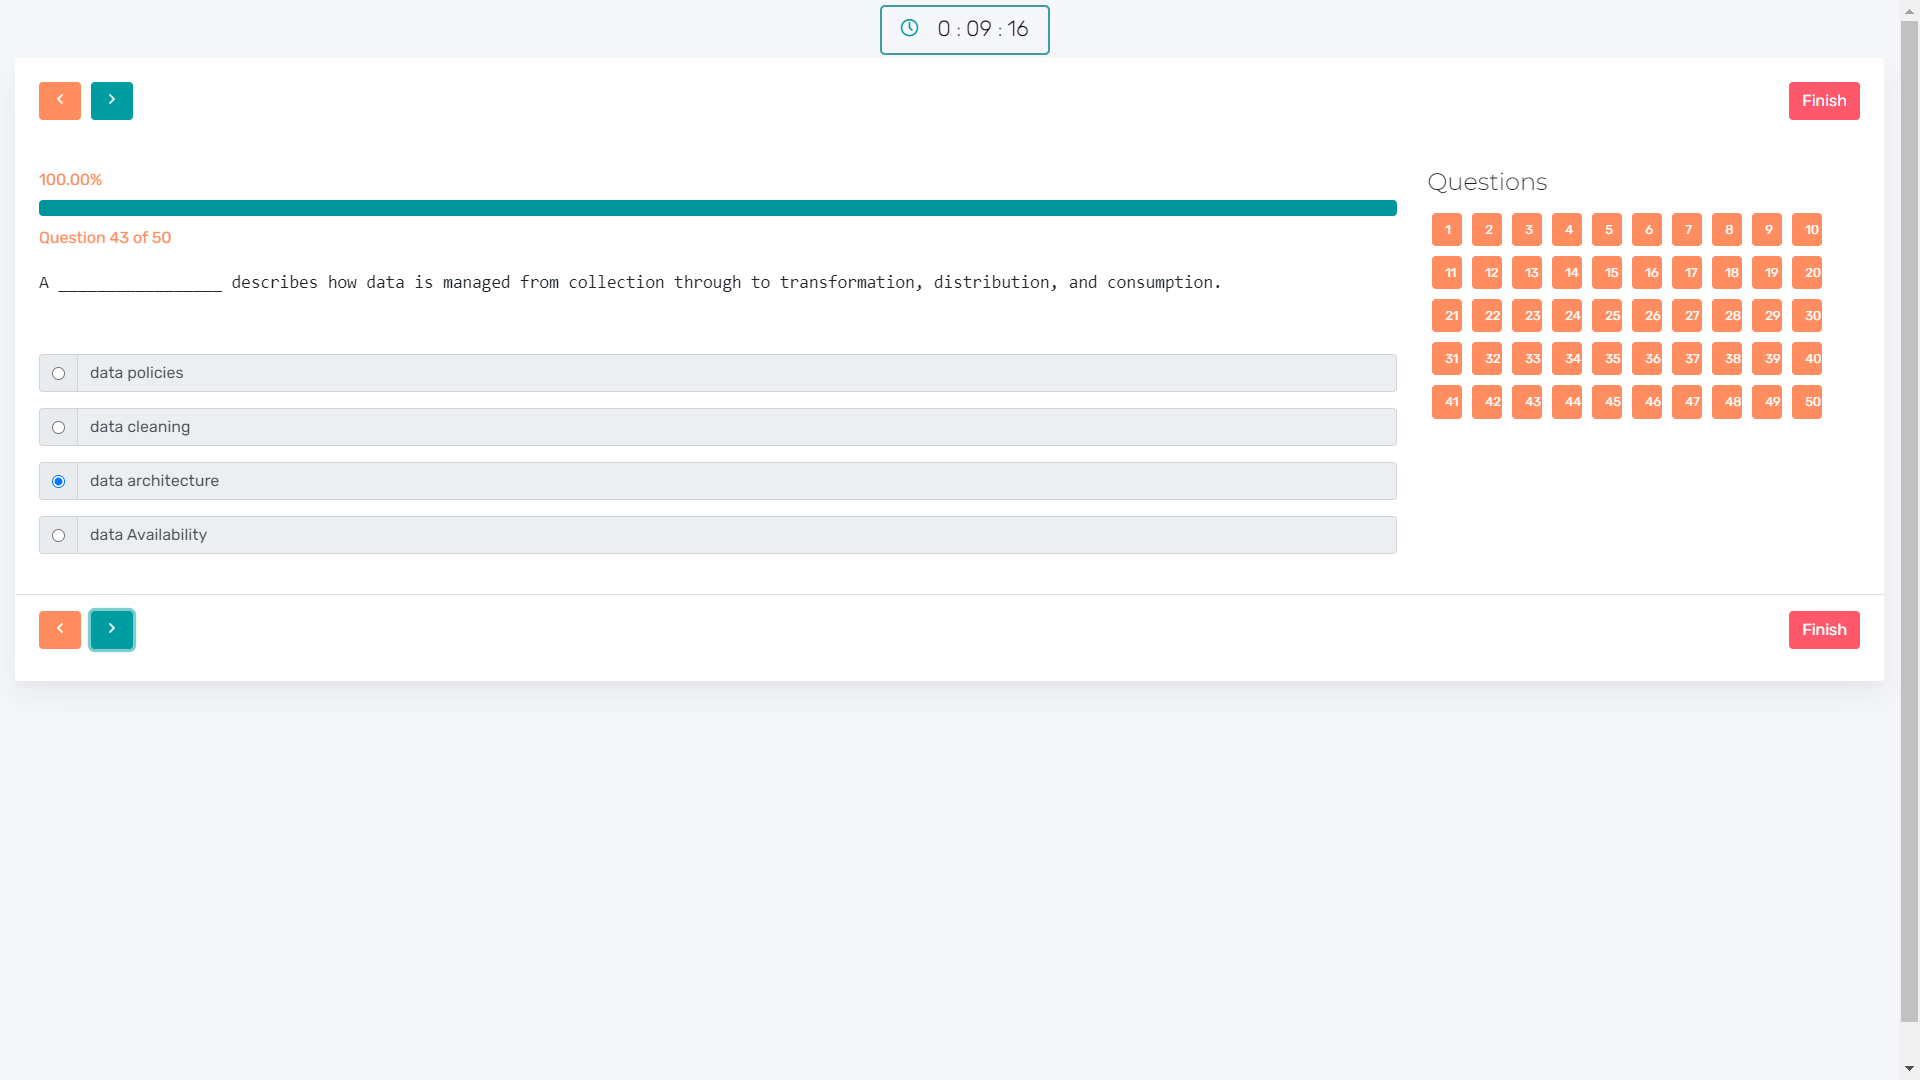 0 : 09 : 16
Finish
100.00%
Question 43 of 50
A _________________ describes how data is managed from collection through to transformation, distribution, and consumption.
data policies
data cleaning
data architecture
data Availability
Questions
1 2 3 4 5 6 7 8 9 10
11 12 13 14 15 16 17 18 19 20
21 22 23 24 25 26 27 28 29 30
31 32 33 34 35 36 37 38 39 40
41 42 43 44 45 46 47 48 49 50
Finish